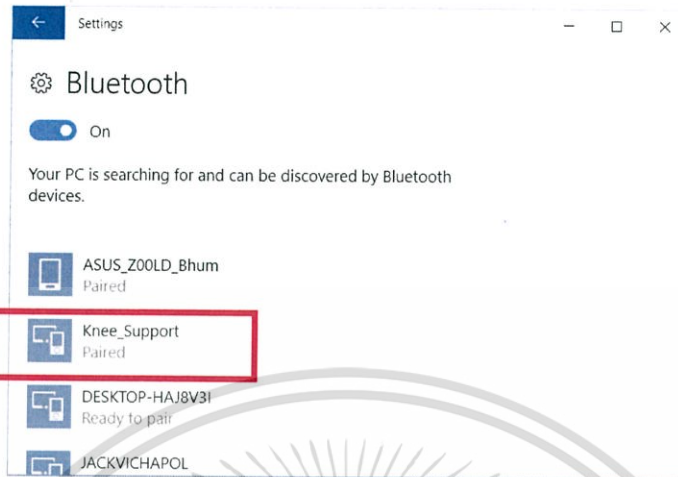 Settings
Bluetooth
On
Your PC is searching for and can be discovered by Bluetooth
devices.
ASUS_Z00LD_Bhum
Paired
Knee_Support
Paired
DESKTOP-HAJ8V3I
Ready to pair
JACKVICHAPOL